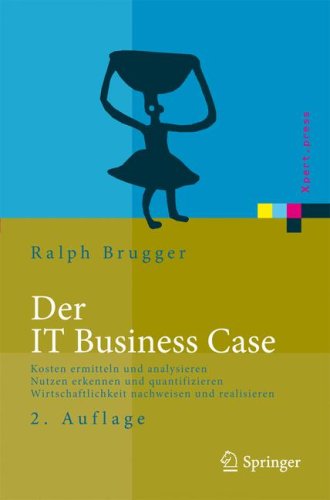 Xpert.press
Ralph Brugger
Der
IT Business Case
Kosten ermitteln und analysieren
Nutzen erkennen und quantifizieren
Wirtschaftlichkeit nachweisen und realisieren
2. Auflage
Springer